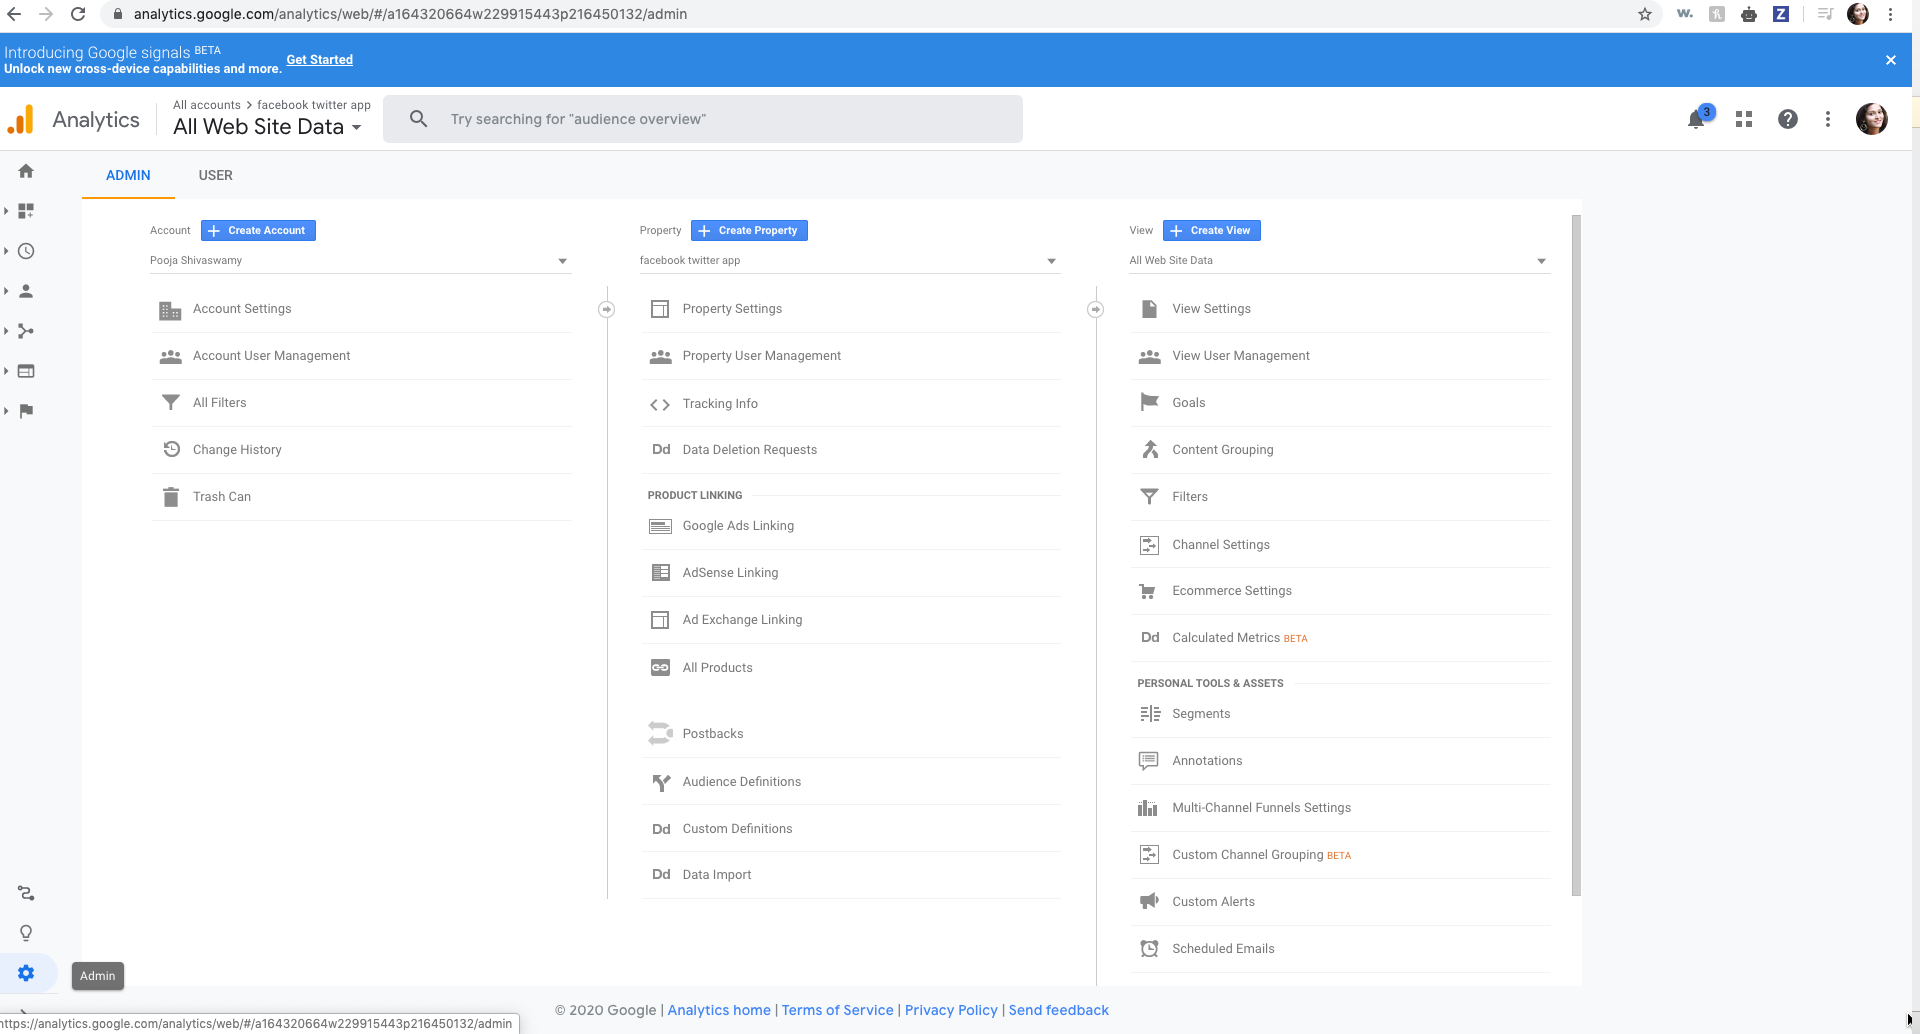 analytics.google.com/analytics/web/#/a164320664w229915443p216450132/admin
Introducing Google signals BETA
Unlock new cross-device capabilities and more. Get Started
Analytics
All accounts > facebook twitter app
All Web Site Data
Try searching for "audience overview"
3
ADMIN USER
Account + Create Account
Pooja Shivaswamy
Account Settings
Account User Management
All Filters
Change History
Trash Can
Property + Create Property
facebook twitter app
Property Settings
Property User Management
Tracking Info
Dd Data Deletion Requests
PRODUCT LINKING
Google Ads Linking
AdSense Linking
Ad Exchange Linking
All Products
Postbacks
Audience Definitions
Dd Custom Definitions
Dd Data Import
View + Create View
All Web Site Data
View Settings
View User Management
Goals
Content Grouping
Filters
Channel Settings
Ecommerce Settings
Dd Calculated Metrics BETA
PERSONAL TOOLS & ASSETS
Segments
Annotations
Multi-Channel Funnels Settings
Custom Channel Grouping BETA
Custom Alerts
Scheduled Emails
Admin
© 2020 Google | Analytics home | Terms of Service | Privacy Policy | Send feedback
https://analytics.google.com/analytics/web/#/a164320664w229915443p216450132/admin